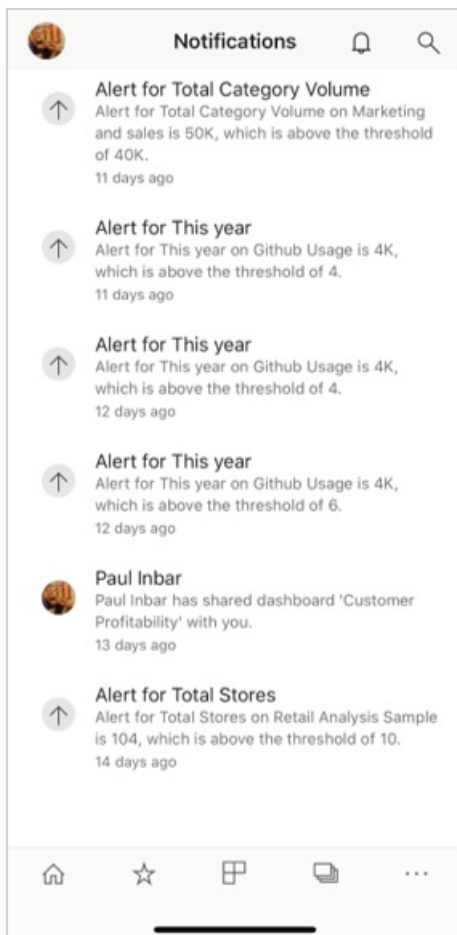 Notifications
Alert for Total Category Volume
Alert for Total Category Volume on Marketing
and sales is 50K, which is above the threshold
of 40K.
11 days ago
Alert for This year
Alert for This year on Github Usage is 4K,
which is above the threshold of 4.
11 days ago
Alert for This year
Alert for This year on Github Usage is 4K,
which is above the threshold of 4.
12 days ago
Alert for This year
Alert for This year on Github Usage is 4K,
which is above the threshold of 6.
12 days ago
Paul Inbar
Paul Inbar has shared dashboard 'Customer
Profitability' with you.
13 days ago
Alert for Total Stores
Alert for Total Stores on Retail Analysis Sample
is 104, which is above the threshold of 10.
14 days ago